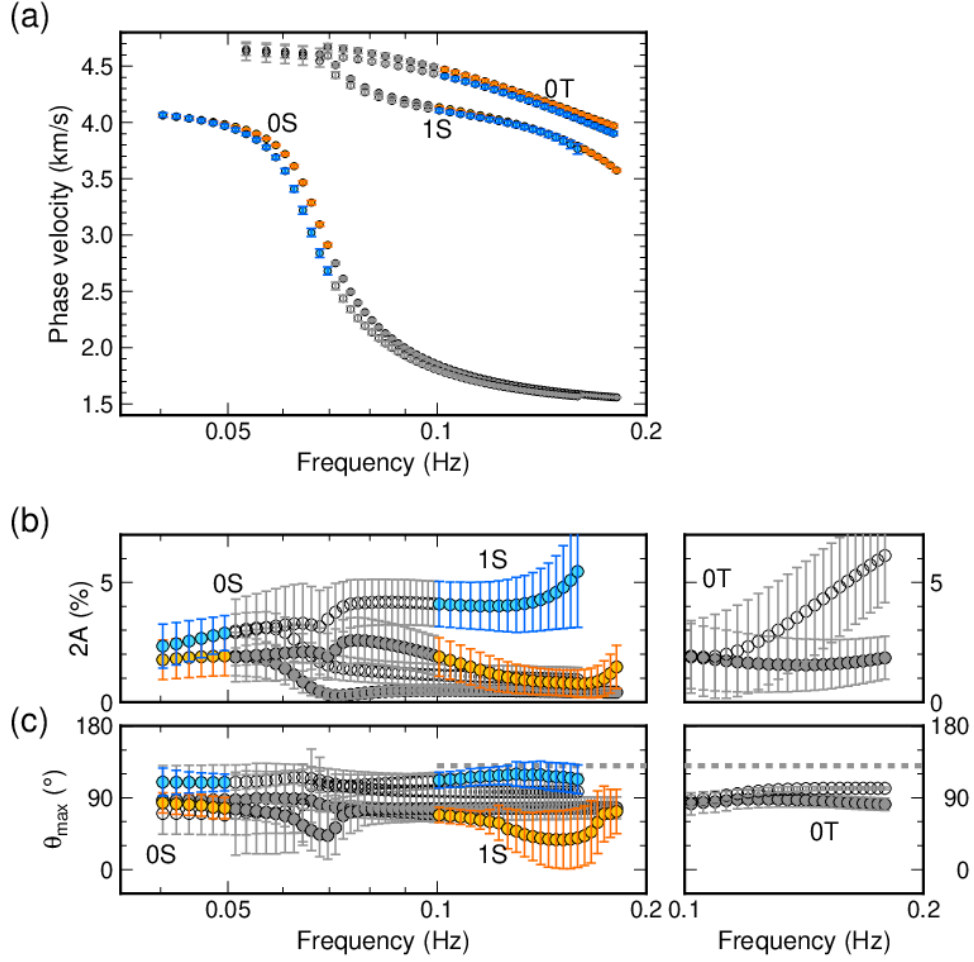 (a)
4.5
4.0
3.5
3.0
2.5
2.0
1.5
Phase velocity (km/s)
0S
1S
0T
0.05
0.1
0.2
Frequency (Hz)
(b)
5
0
2A (%)
0S
1S
0T
5
0
(c)
180
90
0
θmax (°)
0S
1S
0T
180
90
0
0.05
0.1
0.2
0.1
0.2
Frequency (Hz)
Frequency (Hz)